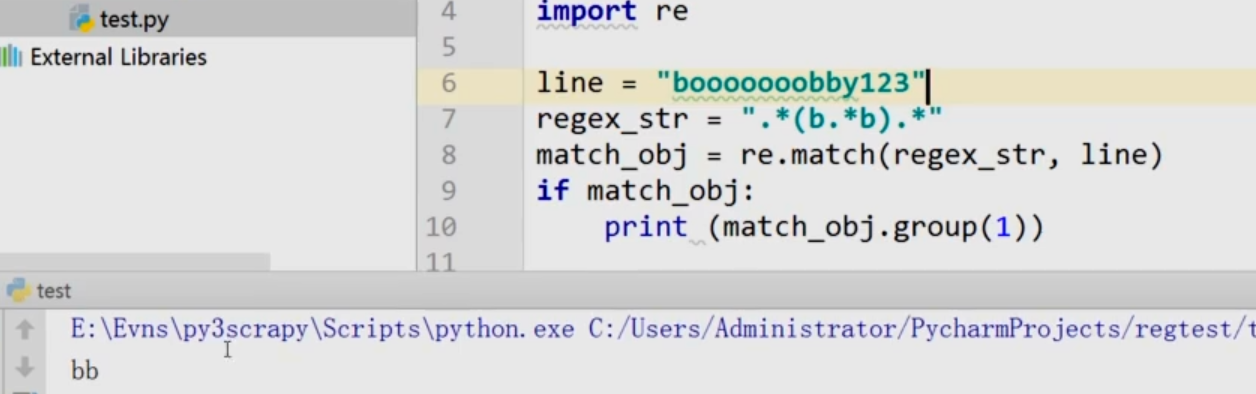 test.py
External Libraries
4 import re
5
6 line = "booooooobby123"
7 regex_str = ".*(b.*b).*"
8 match_obj = re.match(regex_str, line)
9 if match_obj:
10 print (match_obj.group(1))
11
test
E:\Evns\py3scrapy\Scripts\python.exe C:/Users/Administrator/PycharmProjects/regtest/t
bb